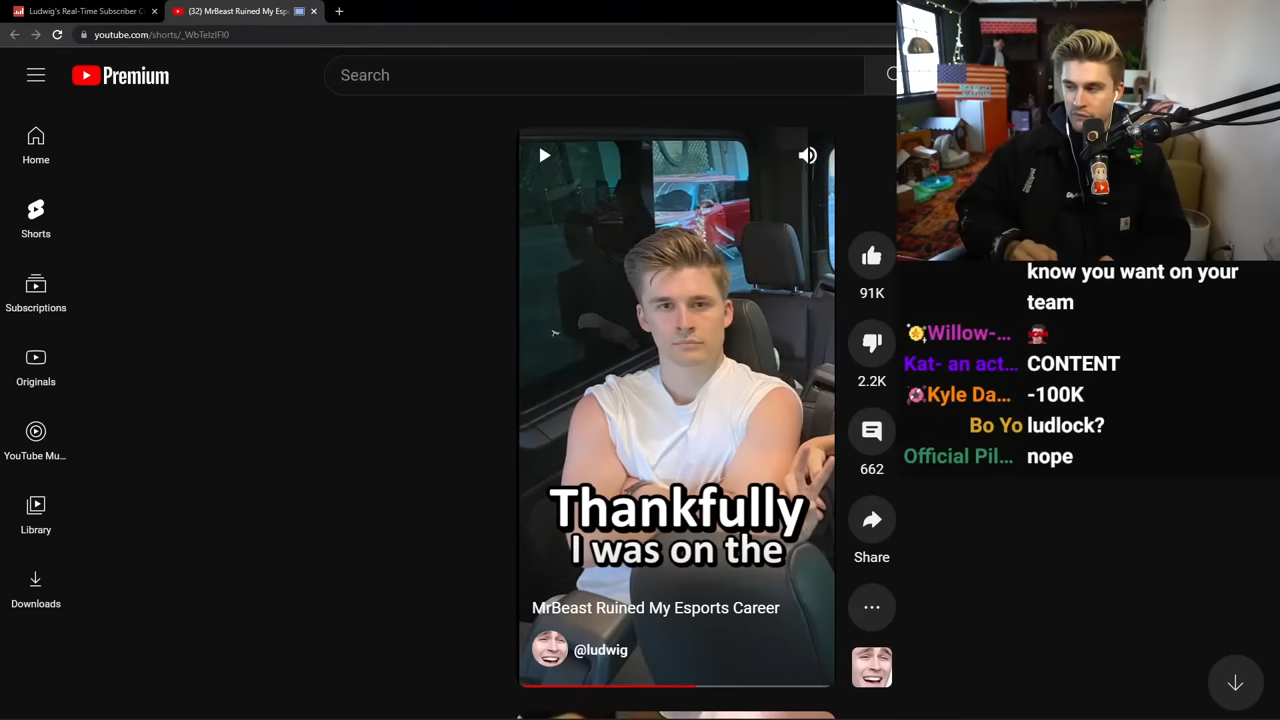 Ludwig's Real-Time Subscriber C
(32) MrBeast Ruined My Esp
youtube.com/shorts/_WbTelzIFI0
Premium
Search
Home
Shorts
Subscriptions
Originals
YouTube Mu...
Library
Downloads
Thankfully
I was on the
MrBeast Ruined My Esports Career
@ludwig
91K
2.2K
662
Share
know you want on your
team
Willow-...
Kat- an act... CONTENT
Kyle Da... -100K
Bo Yo ludlock?
Official Pil... nope